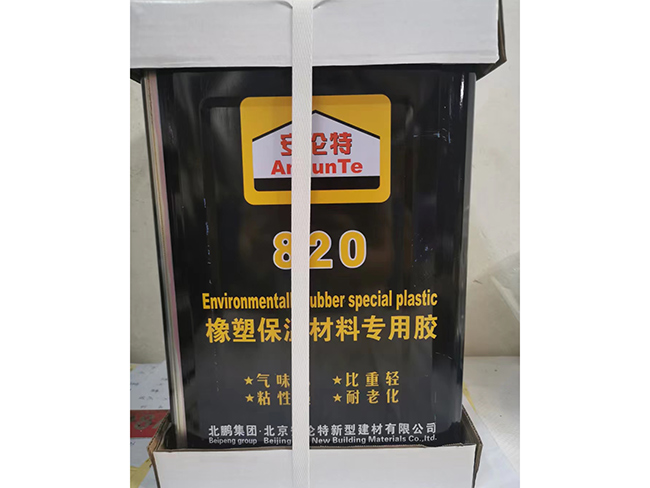 安伦特
820
special plastic
橡塑保 材料专用胶
★气味 ★比重轻
★粘性 ★耐老化
北鹏集团·北京 伦特新型建材有限公司
Beipeng group New Building Materials Co.,ltd.